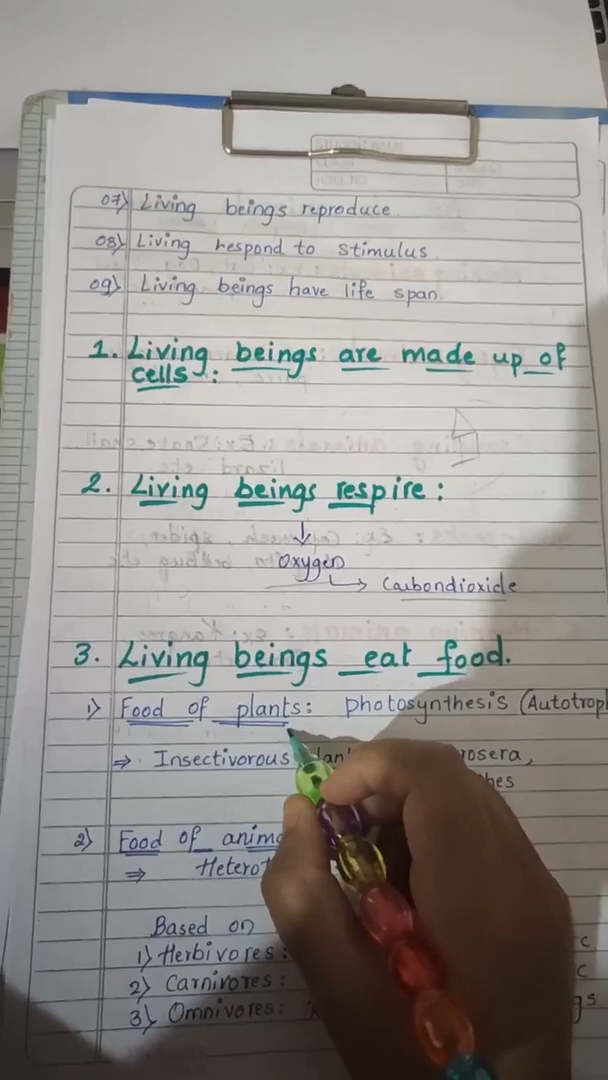 07) Living beings reproduce
08) Living respond to stimulus
09) Living beings have life span
1. Living beings are made up of
cells :
2. Living beings respire :
Oxygen
Carbondioxide
3. Living beings eat food.
1) Food of plants: photosynthesis (Autotrop
⇒ Insectivorous
2) Food of
⇒
Based on
1) Herbivores :
2) Carnivores :
3) Omnivores :